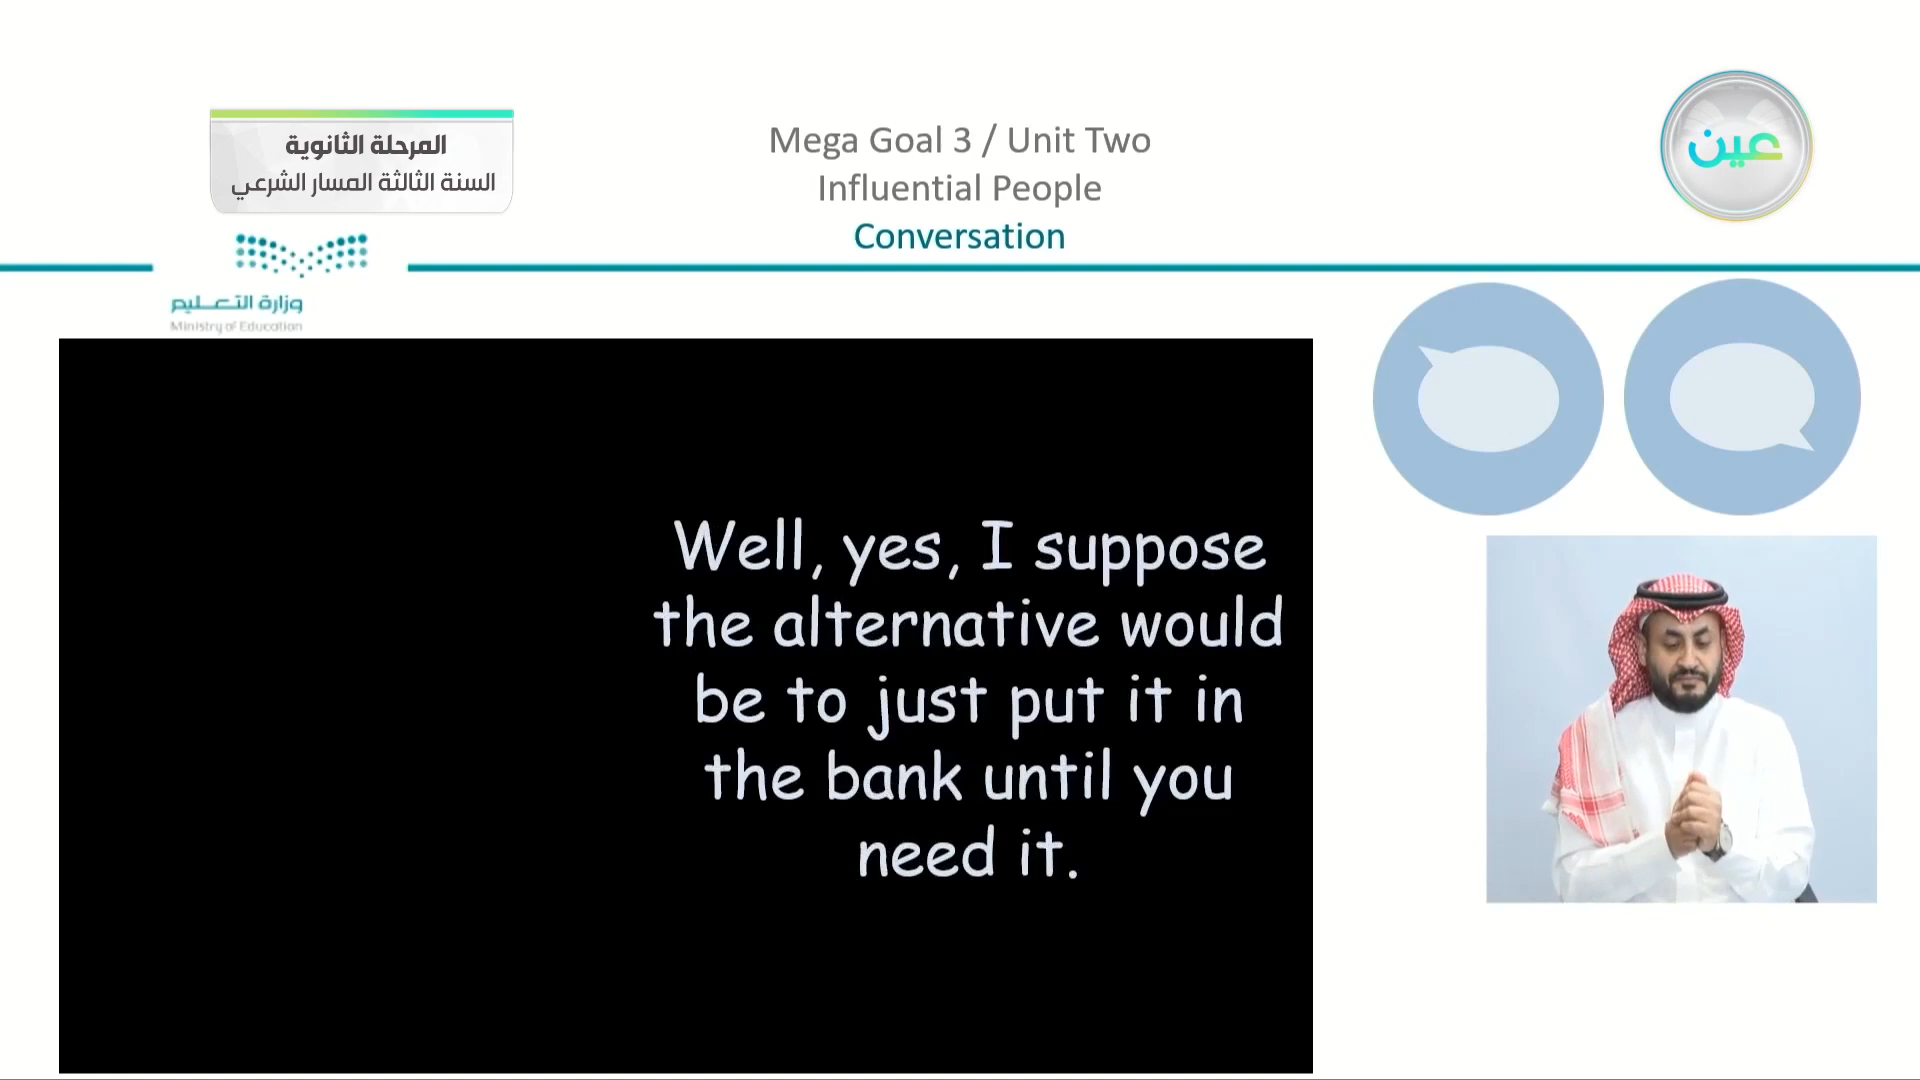 المرحلة الثانوية
السنة الثالثة المسار الشرعي
Mega Goal 3 / Unit Two
Influential People
Conversation
عين
وزارة التعليم
Ministry of Education
Well, yes, I suppose
the alternative would
be to just put it in
the bank until you
need it.